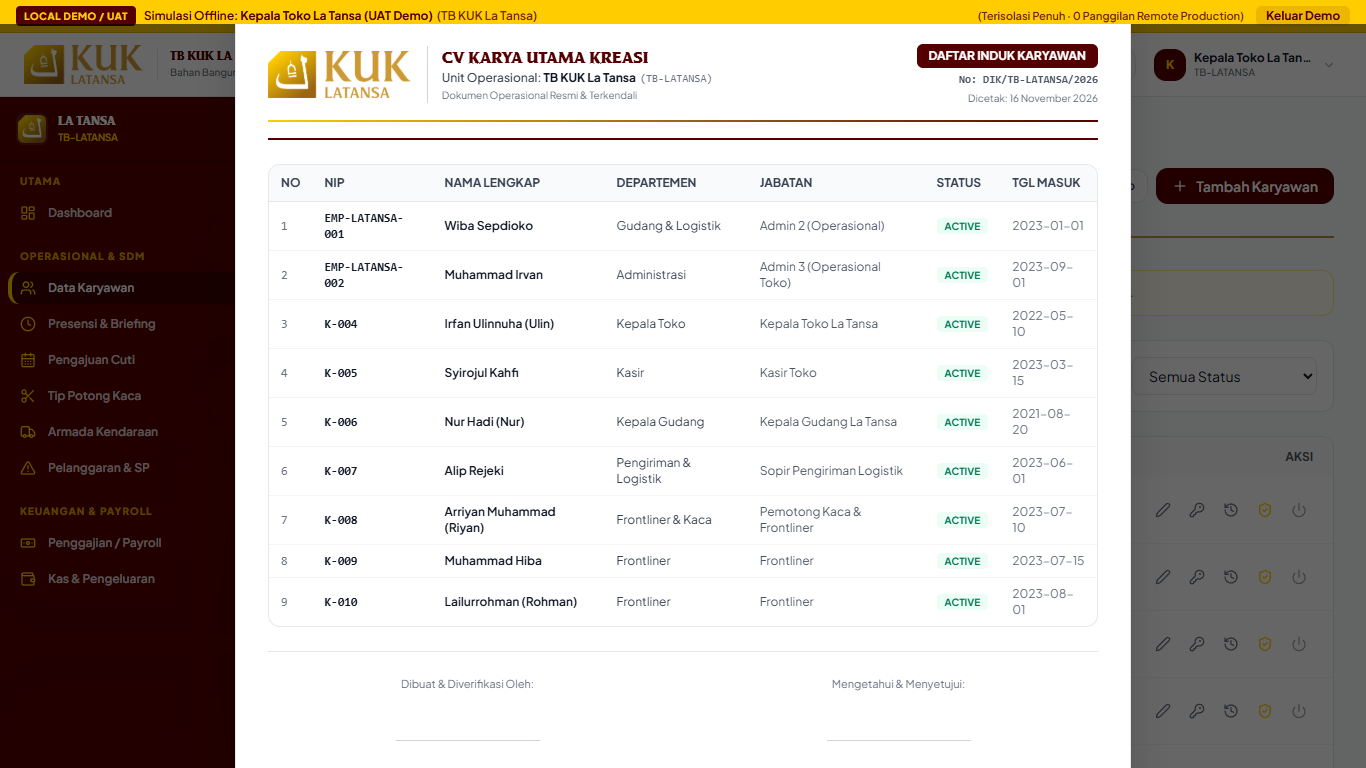 LOCAL DEMO / UAT Simulasi Offline: Kepala Toko La Tansa (UAT Demo) (TB KUK La Tansa) (Terisolasi Penuh · 0 Panggilan Remote Production) Keluar Demo
KUK
LATANSA
TB KUK LA
Bahan Bangu
K
Kepala Toko La Tan...
TB-LATANSA
LA TANSA
TB-LATANSA
UTAMA
Dashboard
OPERASIONAL & SDM
Data Karyawan
Presensi & Briefing
Pengajuan Cuti
Tip Potong Kaca
Armada Kendaraan
Pelanggaran & SP
KEUANGAN & PAYROLL
Penggajian / Payroll
Kas & Pengeluaran
KUK
LATANSA
CV KARYA UTAMA KREASI
Unit Operasional: TB KUK La Tansa (TB-LATANSA)
Dokumen Operasional Resmi & Terkendali
DAFTAR INDUK KARYAWAN
No: DIK/TB-LATANSA/2026
Dicetak: 16 November 2026
NO NIP NAMA LENGKAP DEPARTEMEN JABATAN STATUS TGL MASUK
1 EMP-LATANSA-001 Wiba Sepdioko Gudang & Logistik Admin 2 (Operasional) ACTIVE 2023-01-01
2 EMP-LATANSA-002 Muhammad Irvan Administrasi Admin 3 (Operasional Toko) ACTIVE 2023-09-01
3 K-004 Irfan Ulinnuha (Ulin) Kepala Toko Kepala Toko La Tansa ACTIVE 2022-05-10
4 K-005 Syirojul Kahfi Kasir Kasir Toko ACTIVE 2023-03-15
5 K-006 Nur Hadi (Nur) Kepala Gudang Kepala Gudang La Tansa ACTIVE 2021-08-20
6 K-007 Alip Rejeki Pengiriman & Logistik Sopir Pengiriman Logistik ACTIVE 2023-06-01
7 K-008 Arriyan Muhammad (Riyan) Frontliner & Kaca Pemotong Kaca & Frontliner ACTIVE 2023-07-10
8 K-009 Muhammad Hiba Frontliner Frontliner ACTIVE 2023-07-15
9 K-010 Lailurrohman (Rohman) Frontliner Frontliner ACTIVE 2023-08-01
Dibuat & Diverifikasi Oleh: Mengetahui & Menyetujui:
+ Tambah Karyawan
Semua Status
AKSI